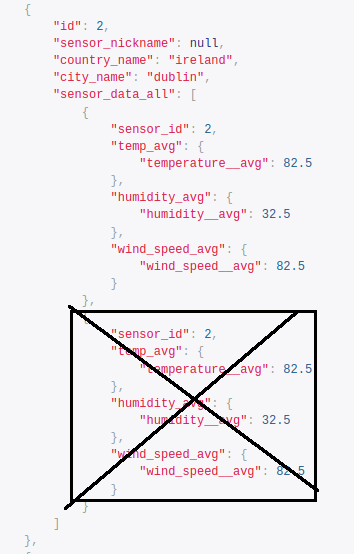 {
"id": 2,
"sensor_nickname": null,
"country_name": "ireland",
"city_name": "dublin",
"sensor_data_all": [
{
"sensor_id": 2,
"temp_avg": {
"temperature__avg": 82.5
},
"humidity_avg": {
"humidity__avg": 32.5
},
"wind_speed_avg": {
"wind_speed__avg": 82.5
}
},
"sensor_id": 2,
"temp_avg": {
"temperature__avg": 82.5
},
"humidity_avg": {
"humidity__avg": 32.5
},
"wind_speed_avg": {
"wind_speed__avg": 82.5
}
}
]
},